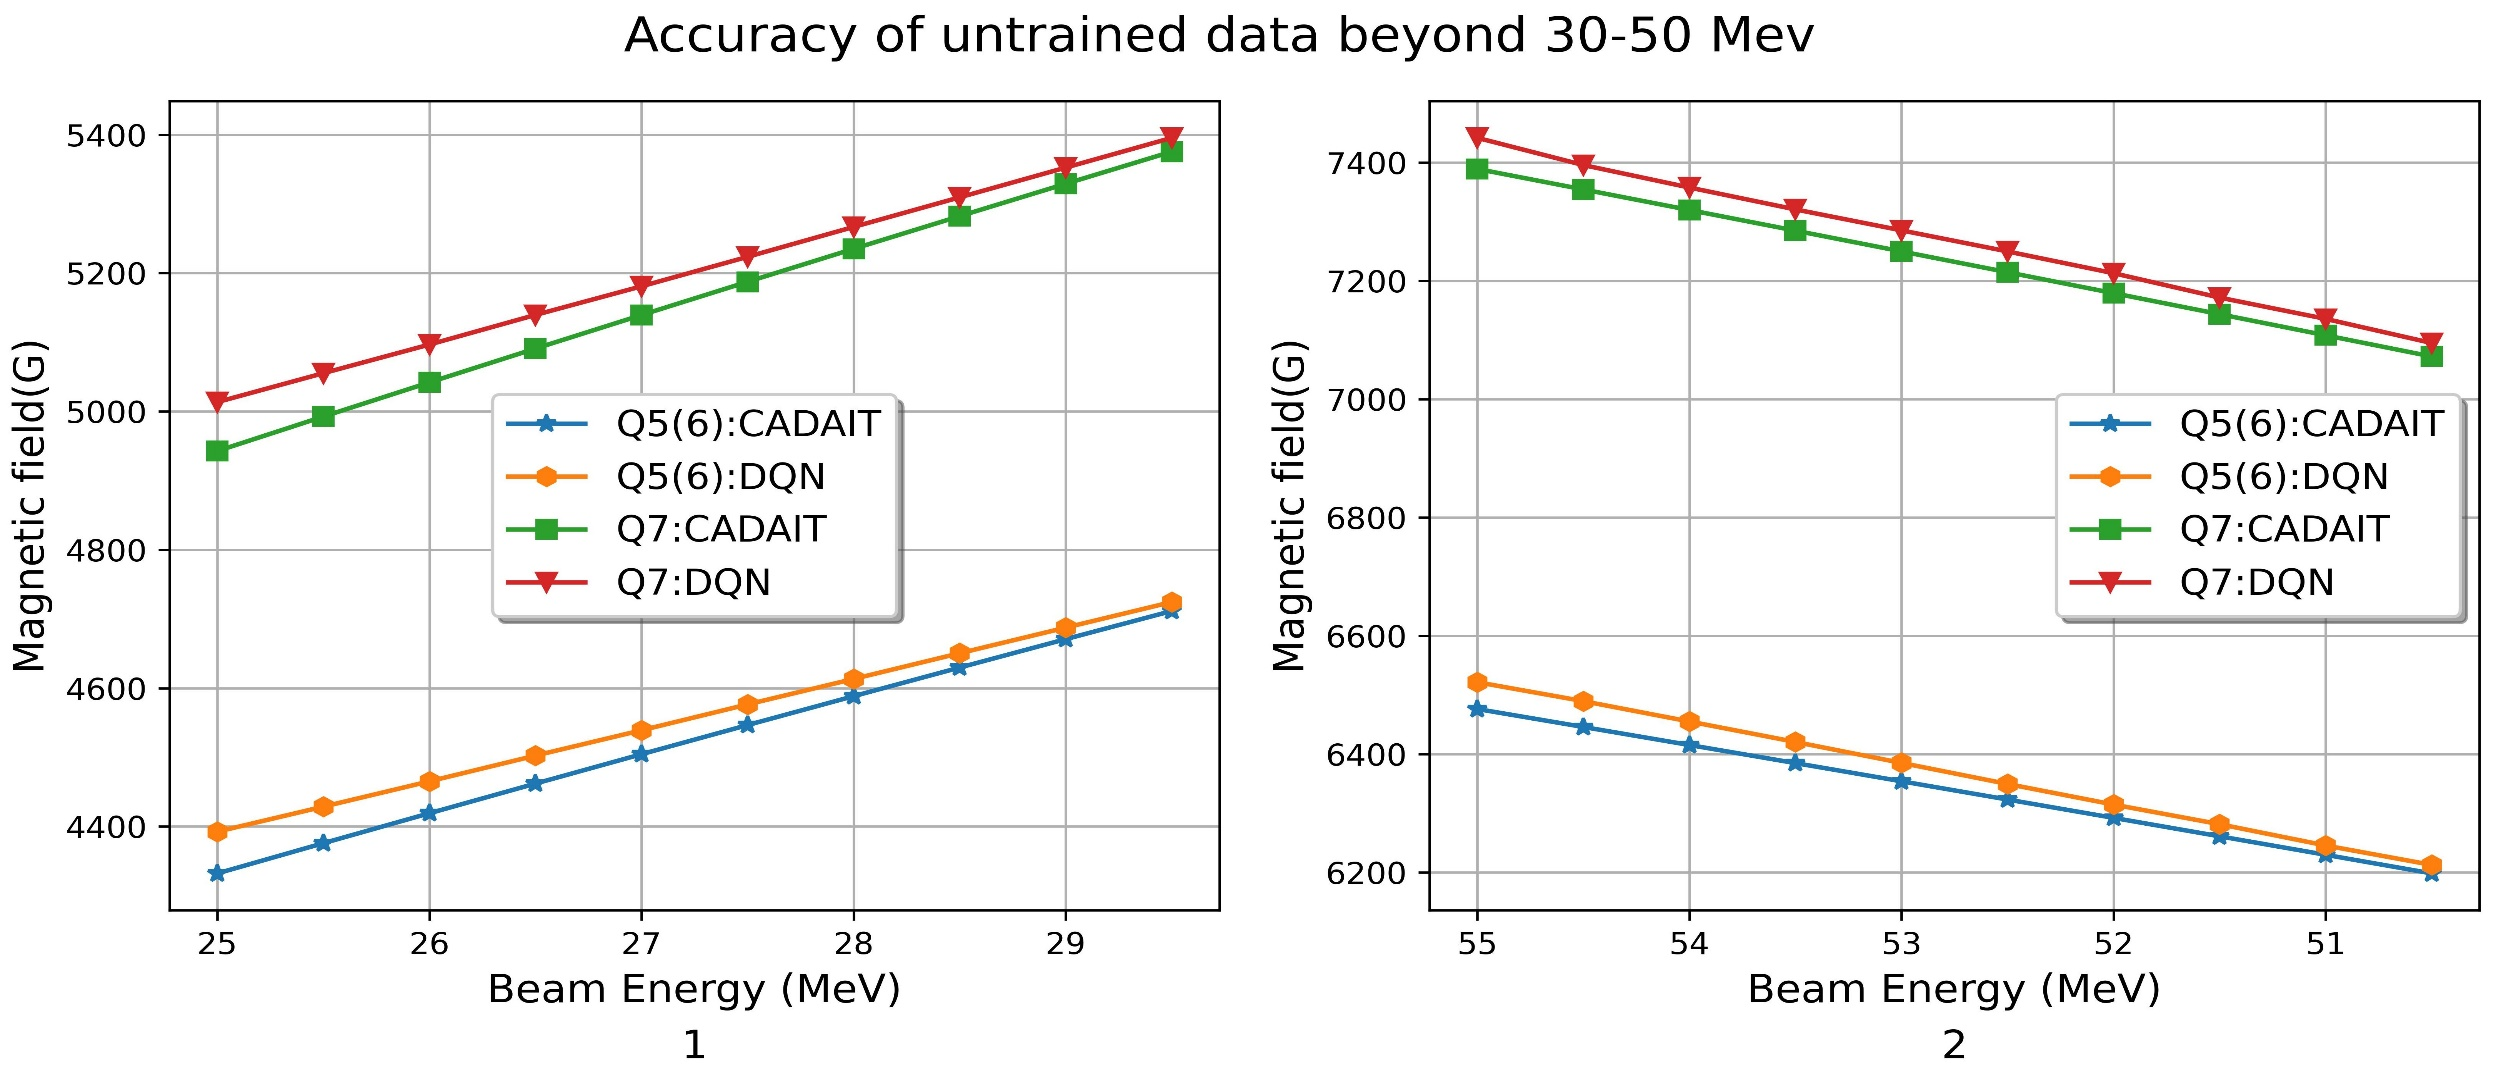 Accuracy of untrained data beyond 30-50 Mev
Magnetic field(G)
5400
5200
5000
4800
4600
4400
Q5(6):CADAIT
Q5(6):DQN
Q7:CADAIT
Q7:DQN
25 26 27 28 29
Beam Energy (MeV)
1
Magnetic field(G)
7400
7200
7000
6800
6600
6400
6200
Q5(6):CADAIT
Q5(6):DQN
Q7:CADAIT
Q7:DQN
55 54 53 52 51
Beam Energy (MeV)
2